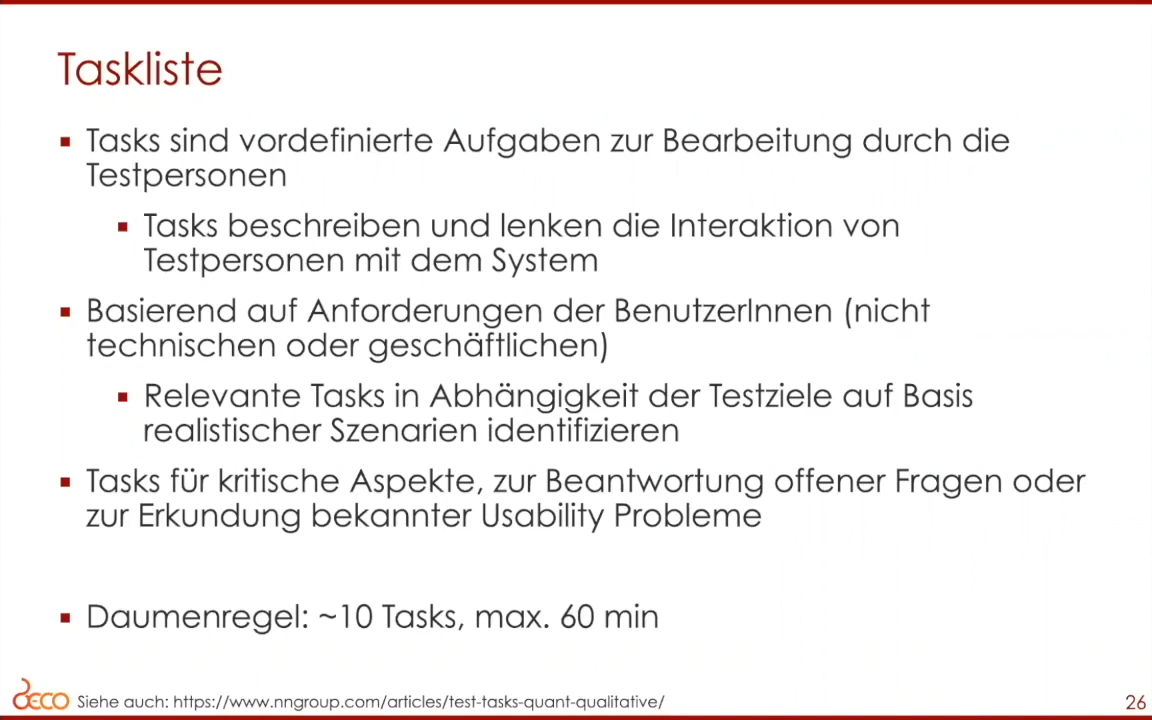 Taskliste
▪ Tasks sind vordefinierte Aufgaben zur Bearbeitung durch die
Testpersonen
▪ Tasks beschreiben und lenken die Interaktion von
Testpersonen mit dem System
▪ Basierend auf Anforderungen der BenutzerInnen (nicht
technischen oder geschäftlichen)
▪ Relevante Tasks in Abhängigkeit der Testziele auf Basis
realistischer Szenarien identifizieren
▪ Tasks für kritische Aspekte, zur Beantwortung offener Fragen oder
zur Erkundung bekannter Usability Probleme
▪ Daumenregel: ~10 Tasks, max. 60 min
DECO Siehe auch: https://www.nngroup.com/articles/test-tasks-quant-qualitative/
26